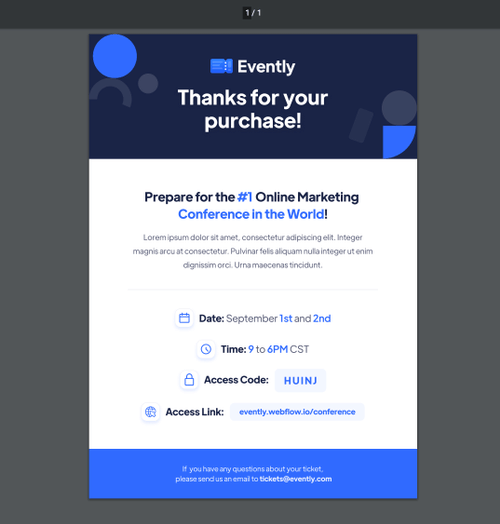 1 / 1
Evently
Thanks for your
purchase!
Prepare for the #1 Online Marketing
Conference in the World!
Lorem ipsum dolor sit amet, consectetur adipiscing elit. Integer
magnis arcu at consectetur. Pulvinar felis aliquam nulla integer ut enim
dignissim orci. Urna maecenas tincidunt.
Date: September 1st and 2nd
Time: 9 to 6PM CST
Access Code: HUINJ
Access Link: evently.webflow.io/conference
If you have any questions about your ticket,
please send us an email to tickets@evently.com